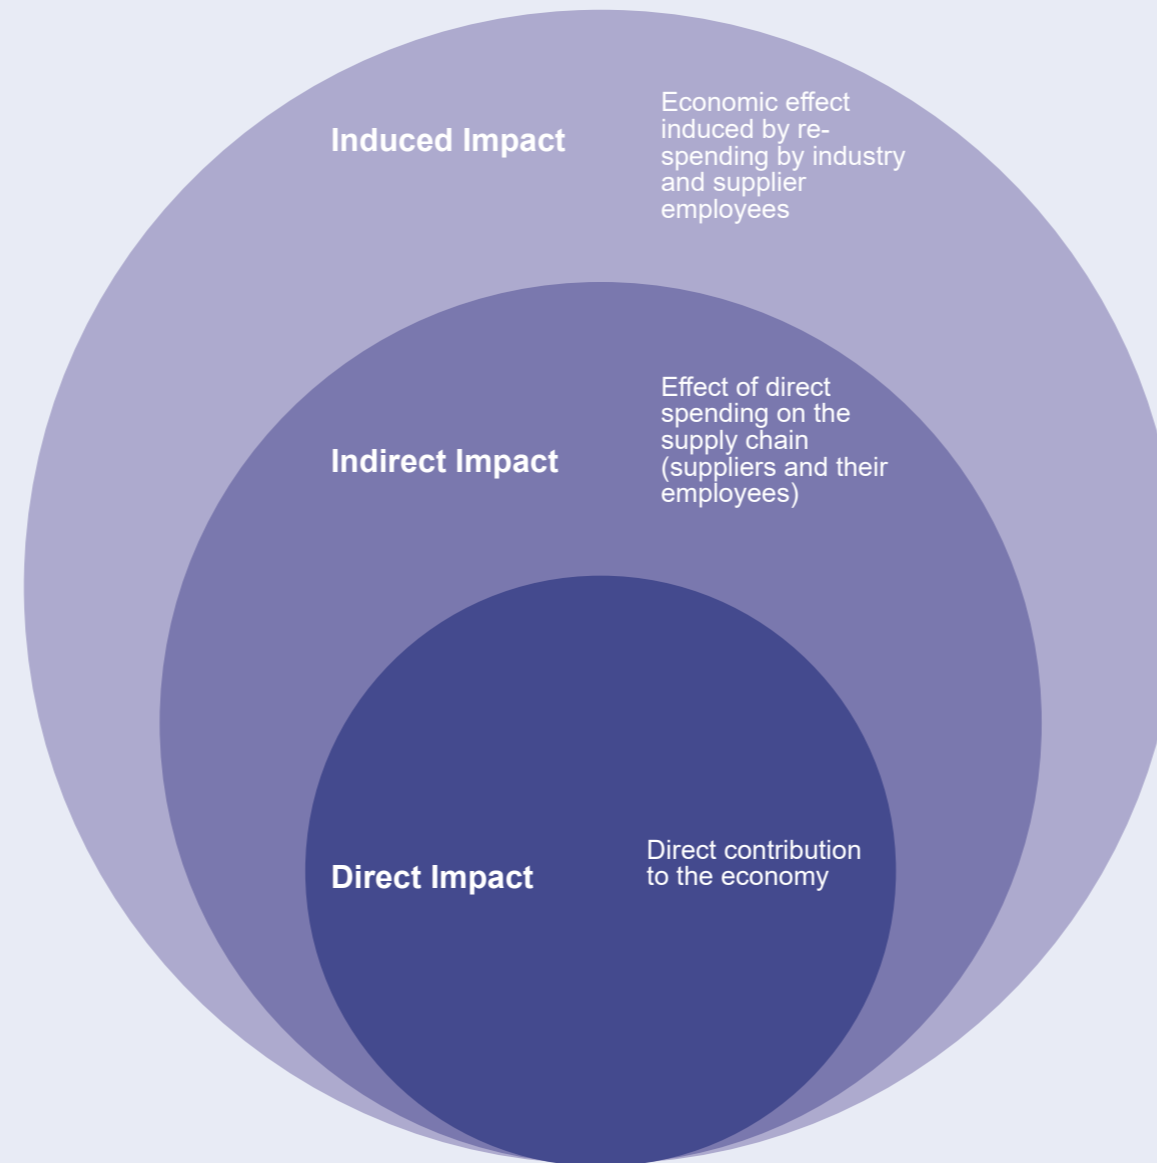 Induced Impact
Economic effect
induced by re-
spending by industry
and supplier
employees
Indirect Impact
Effect of direct
spending on the
supply chain
(suppliers and their
employees)
Direct Impact
Direct contribution
to the economy